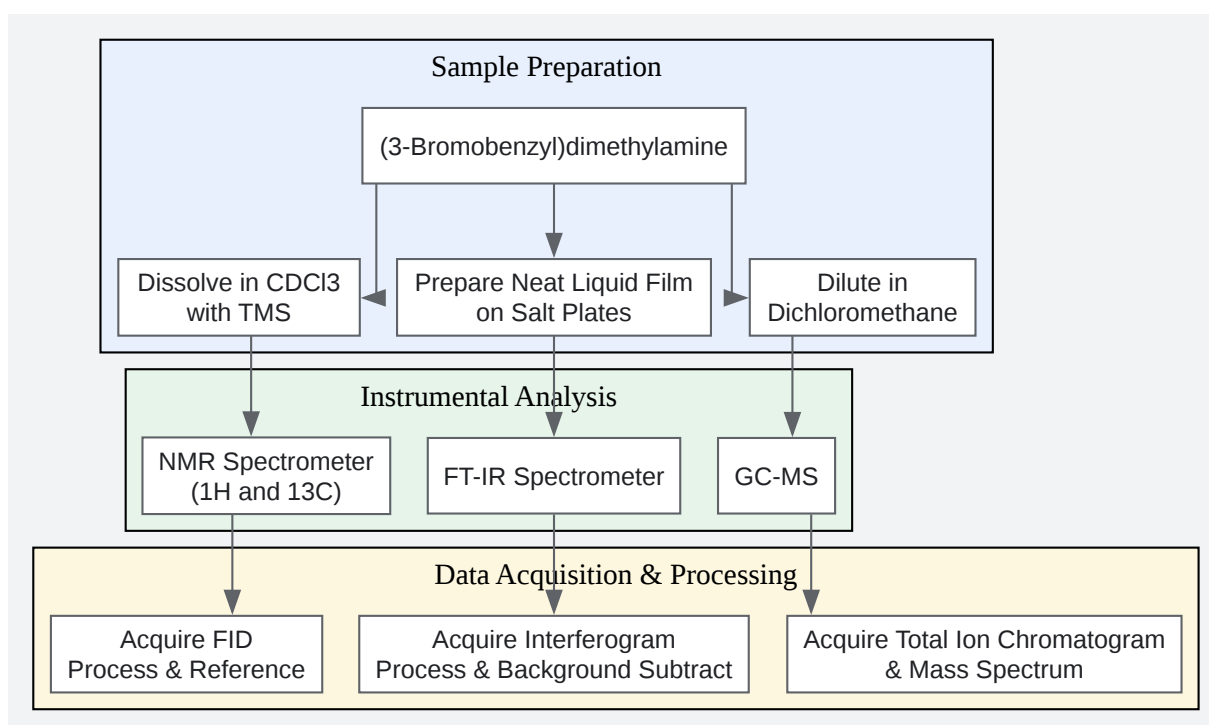 Sample Preparation
(3-Bromobenzyl)dimethylamine
Dissolve in CDCl3
with TMS
Prepare Neat Liquid Film
on Salt Plates
Dilute in
Dichloromethane
Instrumental Analysis
NMR Spectrometer
(1H and 13C)
FT-IR Spectrometer
GC-MS
Data Acquisition & Processing
Acquire FID
Process & Reference
Acquire Interferogram
Process & Background Subtract
Acquire Total Ion Chromatogram
& Mass Spectrum